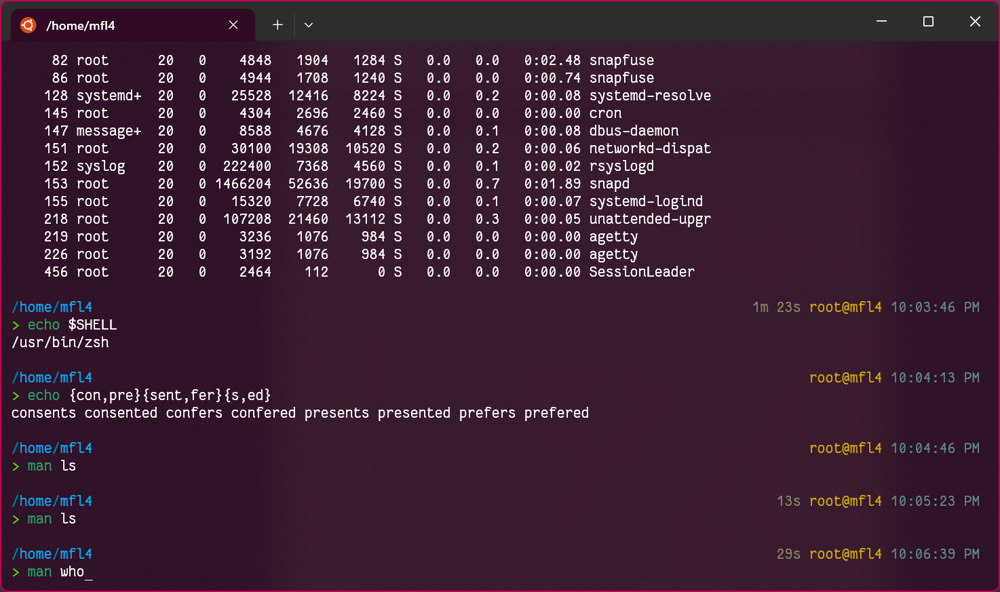 /home/mfl4
82 root 20 0 4848 1904 1284 S 0.0 0.0 0:02.48 snapfuse
86 root 20 0 4944 1708 1240 S 0.0 0.0 0:00.74 snapfuse
128 systemd+ 20 0 25528 12416 8224 S 0.0 0.2 0:00.08 systemd-resolve
145 root 20 0 4304 2696 2460 S 0.0 0.0 0:00.00 cron
147 message+ 20 0 8588 4676 4128 S 0.0 0.1 0:00.08 dbus-daemon
151 root 20 0 30100 19308 10520 S 0.0 0.2 0:00.06 networkd-dispat
152 syslog 20 0 222400 7368 4560 S 0.0 0.1 0:00.02 rsyslogd
153 root 20 0 1466204 52636 19700 S 0.0 0.7 0:01.89 snapd
155 root 20 0 15320 7728 6740 S 0.0 0.1 0:00.07 systemd-logind
218 root 20 0 107208 21460 13112 S 0.0 0.3 0:00.05 unattended-upgr
219 root 20 0 3236 1076 984 S 0.0 0.0 0:00.00 agetty
226 root 20 0 3192 1076 984 S 0.0 0.0 0:00.00 agetty
456 root 20 0 2464 112 0 S 0.0 0.0 0:00.00 SessionLeader
/home/mfl4 1m 23s root@mfl4 10:03:46 PM
> echo $SHELL
/usr/bin/zsh
/home/mfl4 root@mfl4 10:04:13 PM
> echo {con,pre}{sent,fer}{s,ed}
consents consented confers confered presents presented prefers prefered
/home/mfl4 root@mfl4 10:04:46 PM
> man ls
/home/mfl4 13s root@mfl4 10:05:23 PM
> man ls
/home/mfl4 29s root@mfl4 10:06:39 PM
> man who_